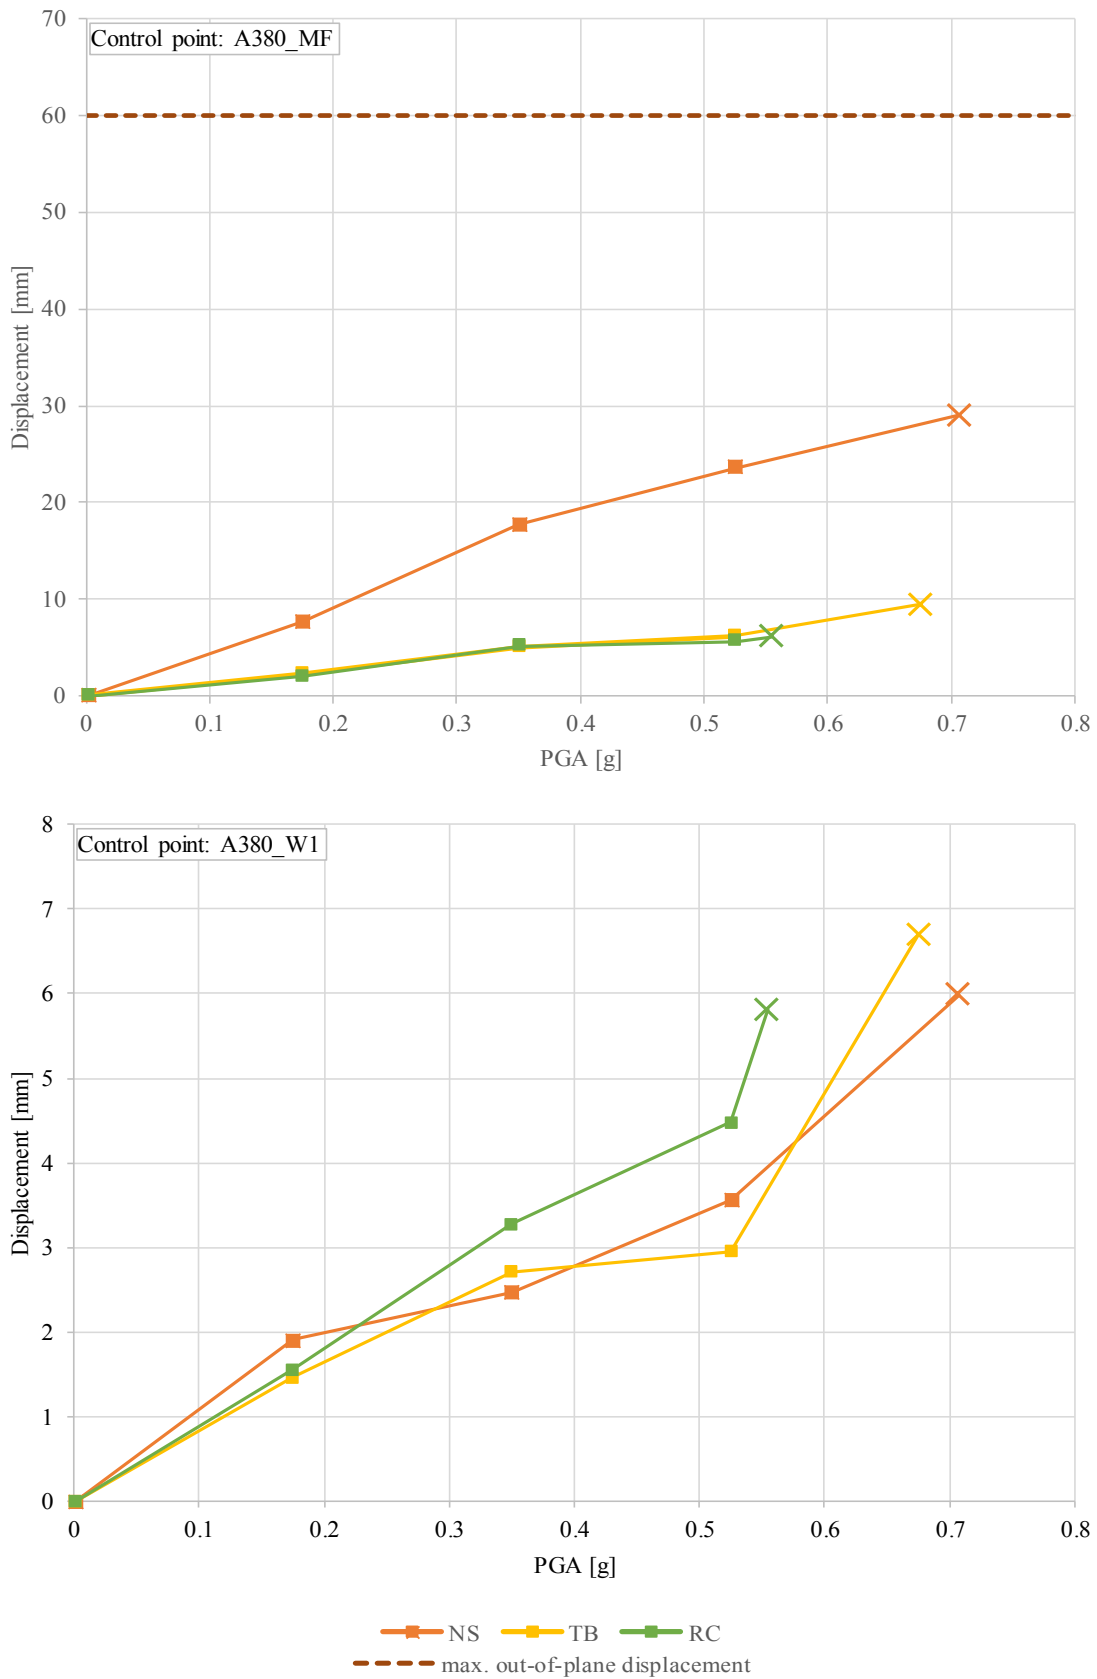 70
Control point: A380_MF
60
50
40
30
20
10
0
Displacement [mm]
0 0.1 0.2 0.3 0.4 0.5 0.6 0.7 0.8
PGA [g]
8
Control point: A380_W1
7
6
5
4
3
2
1
0
Displacement [mm]
0 0.1 0.2 0.3 0.4 0.5 0.6 0.7 0.8
PGA [g]
NS TB RC
max. out-of-plane displacement